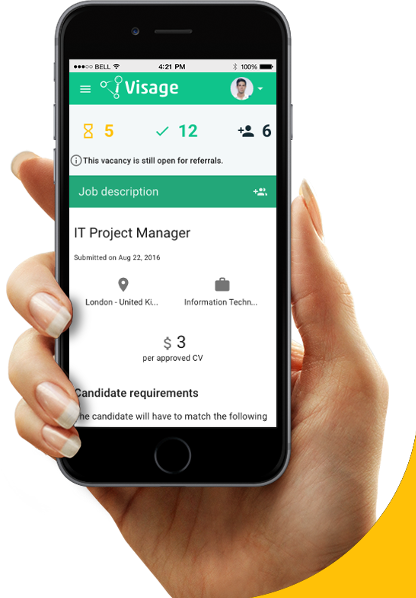 ●●●○○ BELL 4:21 PM 100%
Visage
5 12 6
This vacancy is still open for referrals.
Job description
IT Project Manager
Submitted on Aug 22, 2016
London - United Ki... Information Techn...
$ 3
per approved CV
Candidate requirements
he candidate will have to match the following